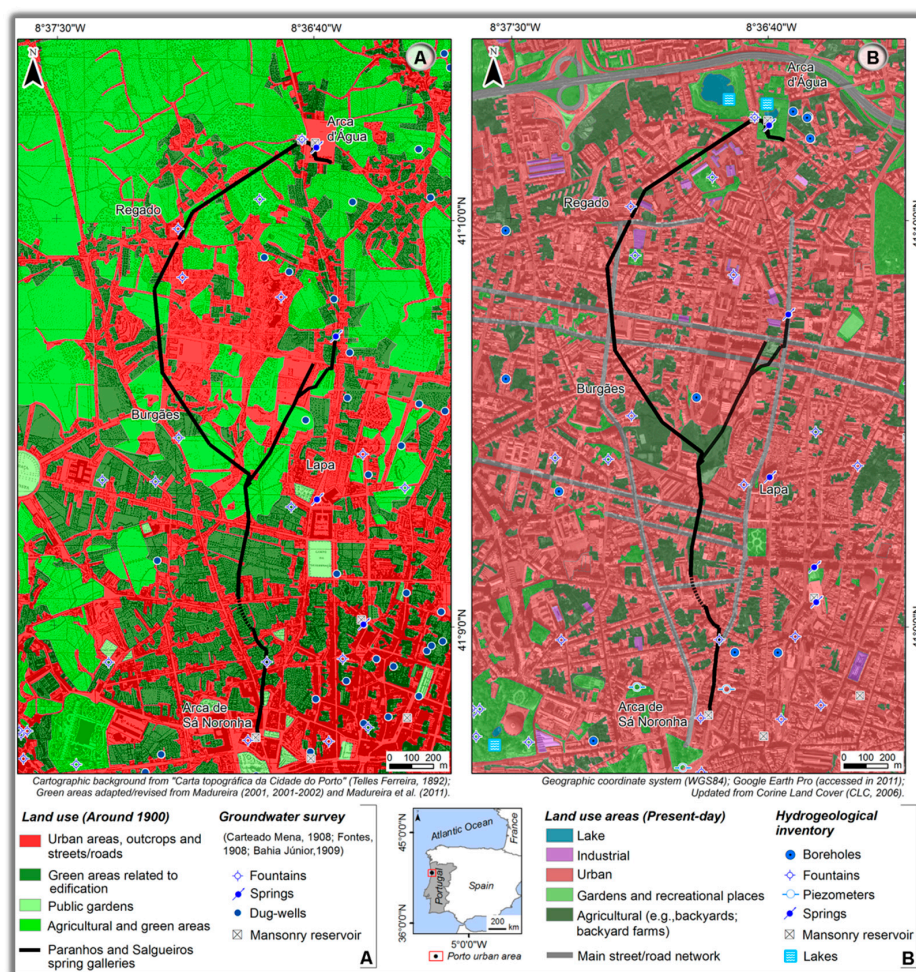 8°37'30"W
8°36'40"W
8°37'30"W
8°36'40"W
N
A
N
B
Arca
d'Água
Arca
d'Água
Regado
Regado
41°10'0"N
41°10'0"N
Burgães
Burgães
Lapa
Lapa
41°9'0"N
Arca de
Sá Noronha
Arca de
Sá Noronha
0 100 200
m
0 100 200
m
Cartographic background from "Carta topográfica da Cidade do Porto" (Telles Ferreira, 1892);
Green areas adapted/revised from Madureira (2001, 2001-2002) and Madureira et al. (2011).
Geographic coordinate system (WGS84); Google Earth Pro (accessed in 2011);
Updated from Corine Land Cover (CLC, 2006).
Land use (Around 1900)
Urban areas, outcrops and
streets/roads
Green areas related to
edification
Public gardens
Agricultural and green areas
Paranhos and Salgueiros
spring galleries
Groundwater survey
(Carteado Mena, 1908; Fontes,
1908; Bahia Júnior,1909)
Fountains
Springs
Dug-wells
Mansonry reservoir
A
Atlantic Ocean
France
45°0'0"N
Portugal
Spain
36°0'0"N
200
km
5°0'0"W
Porto urban area
Land use areas (Present-day)
Lake
Industrial
Urban
Gardens and recreational places
Agricultural (e.g.,backyards;
backyard farms)
Main street/road network
Hydrogeological
inventory
Boreholes
Fountains
Piezometers
Springs
Mansonry reservoir
Lakes
B